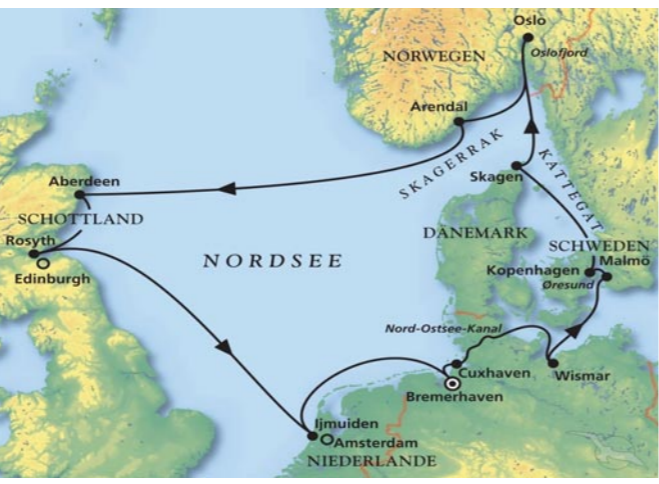 Oslo
NORWEGEN
Oslofjord
Arendal
SKAGERRAK
KATTEGAT
Skagen
Aberdeen
SCHOTTLAND
DÄNEMARK
Rosyth
SCHWEDEN
NORDSEE
Malmö
Edinburgh
Kopenhagen
Øresund
Nord-Ostsee-Kanal
Cuxhaven
Wismar
Bremerhaven
Ijmuiden
Amsterdam
NIEDERLANDE